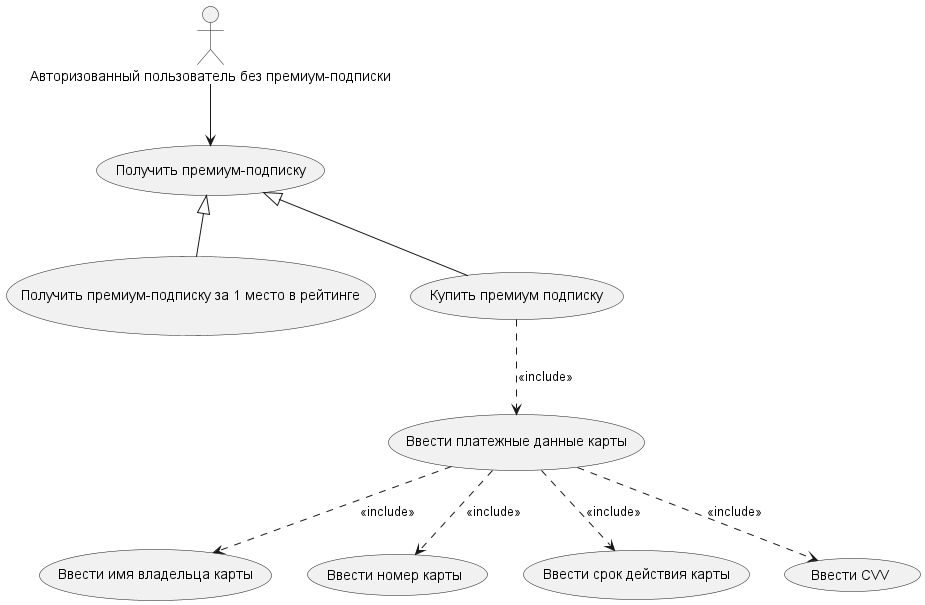 Авторизованный пользователь без премиум-подписки
Получить премиум-подписку
Получить премиум-подписку за 1 место в рейтинге
Купить премиум подписку
«include»
Ввести платежные данные карты
«include»
«include»
«include»
«include»
Ввести имя владельца карты
Ввести номер карты
Ввести срок действия карты
Ввести CVV